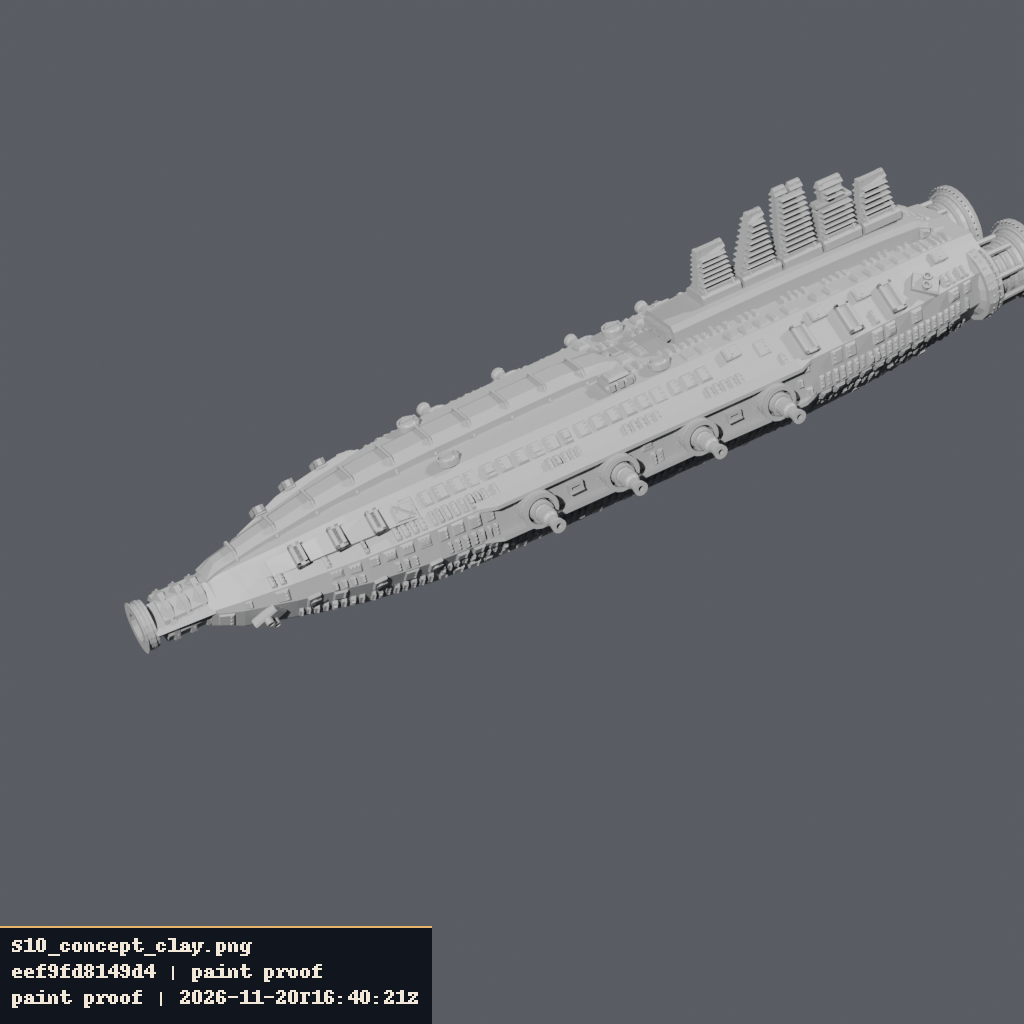 S10_concept_clay.png
eef9fd8149d4 | paint proof
paint proof | 2026-11-20T16:40:21Z